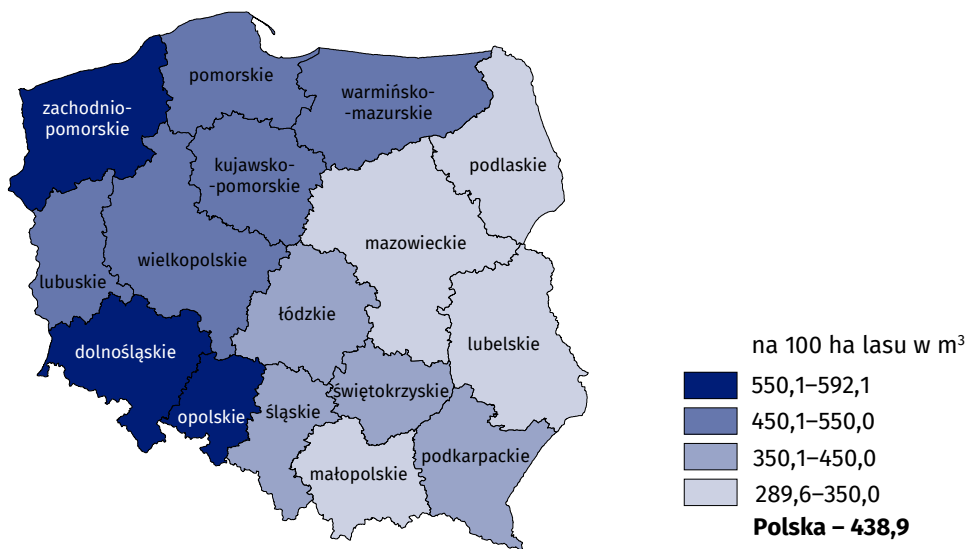 pomorskie
warmińsko-
-mazurskie
zachodnio-
pomorskie
podlaskie
kujawsko-
-pomorskie
mazowieckie
wielkopolskie
lubuskie
łódzkie
lubelskie
dolnośląskie
opolskie
śląskie
świętokrzyskie
małopolskie
podkarpackie
na 100 ha lasu w m³
550,1–592,1
450,1–550,0
350,1–450,0
289,6–350,0
Polska – 438,9